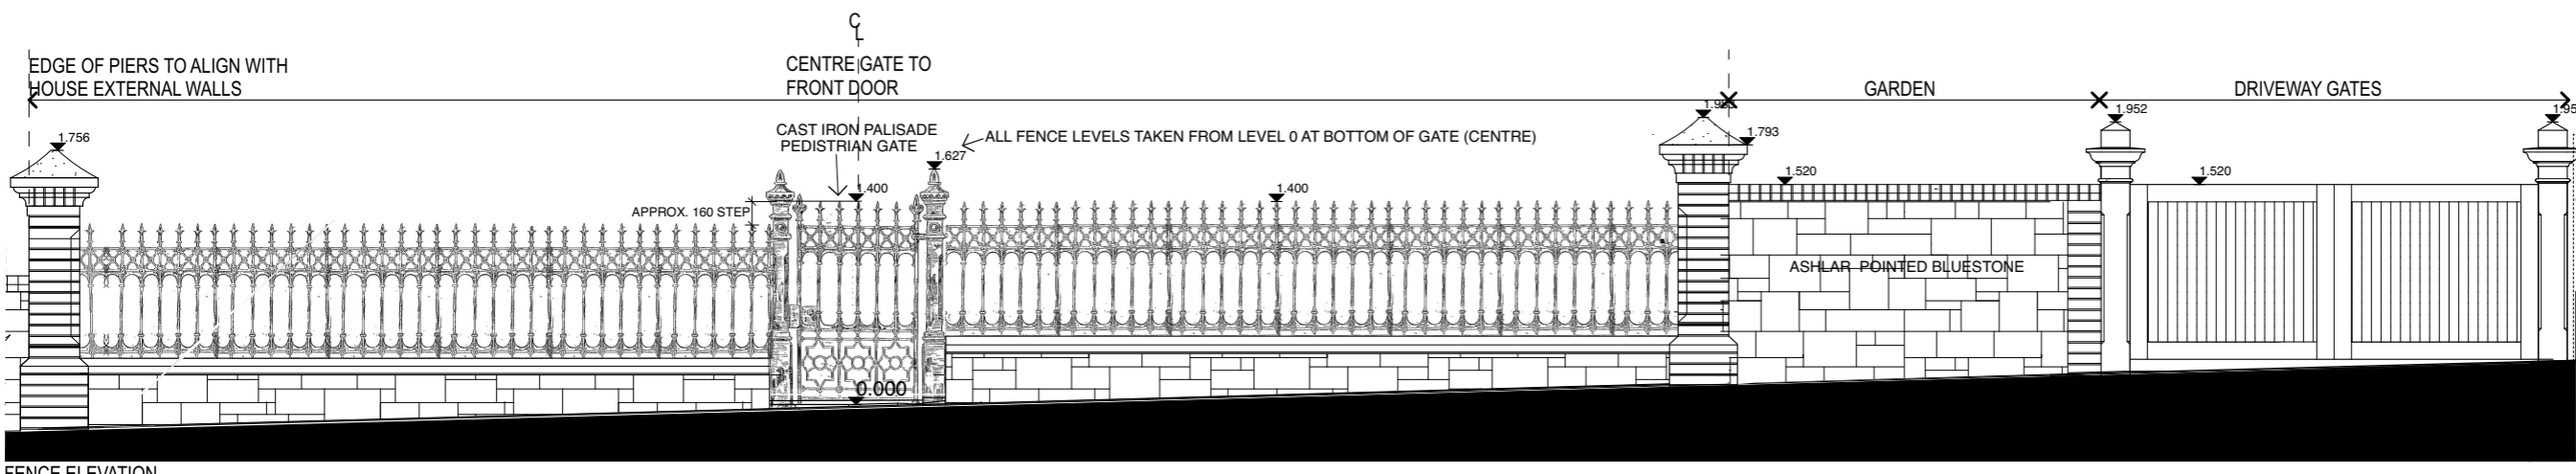 C
L
EDGE OF PIERS TO ALIGN WITH
HOUSE EXTERNAL WALLS
CENTRE GATE TO
FRONT DOOR
GARDEN
DRIVEWAY GATES
1.756
CAST IRON PALISADE
PEDISTRIAN GATE
1.627
ALL FENCE LEVELS TAKEN FROM LEVEL 0 AT BOTTOM OF GATE (CENTRE)
1.793
1.952
1.520
1.520
APPROX. 160 STEP
1.400
1.400
ASHLAR POINTED BLUESTONE
0.000
FENCE ELEVATION